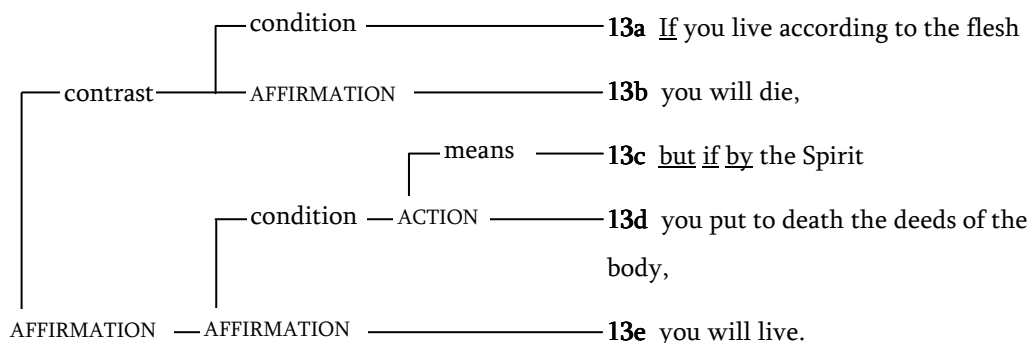 condition 13a If you live according to the flesh
contrast AFFIRMATION 13b you will die,
means 13c but if by the Spirit
condition ACTION 13d you put to death the deeds of the
body,
AFFIRMATION AFFIRMATION 13e you will live.